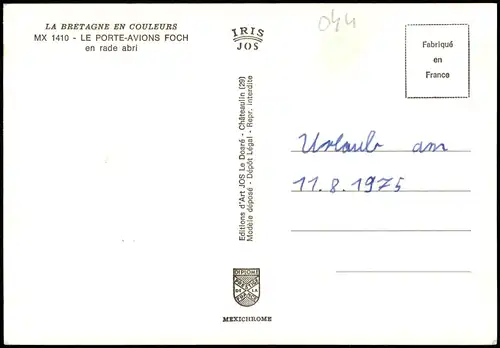 LA BRETAGNE EN COULEURS
MX 1410 - LE PORTE-AVIONS FOCH
en rade abri
IRIS
JOS
044
Fabriqué
en
France
Editions d'Art JOS Le Doaré - Châteaulin (29)
Modèle déposé - Dépôt Légal - Repr. interdite
Urlaub am
11.8.1975
MEXICHROME